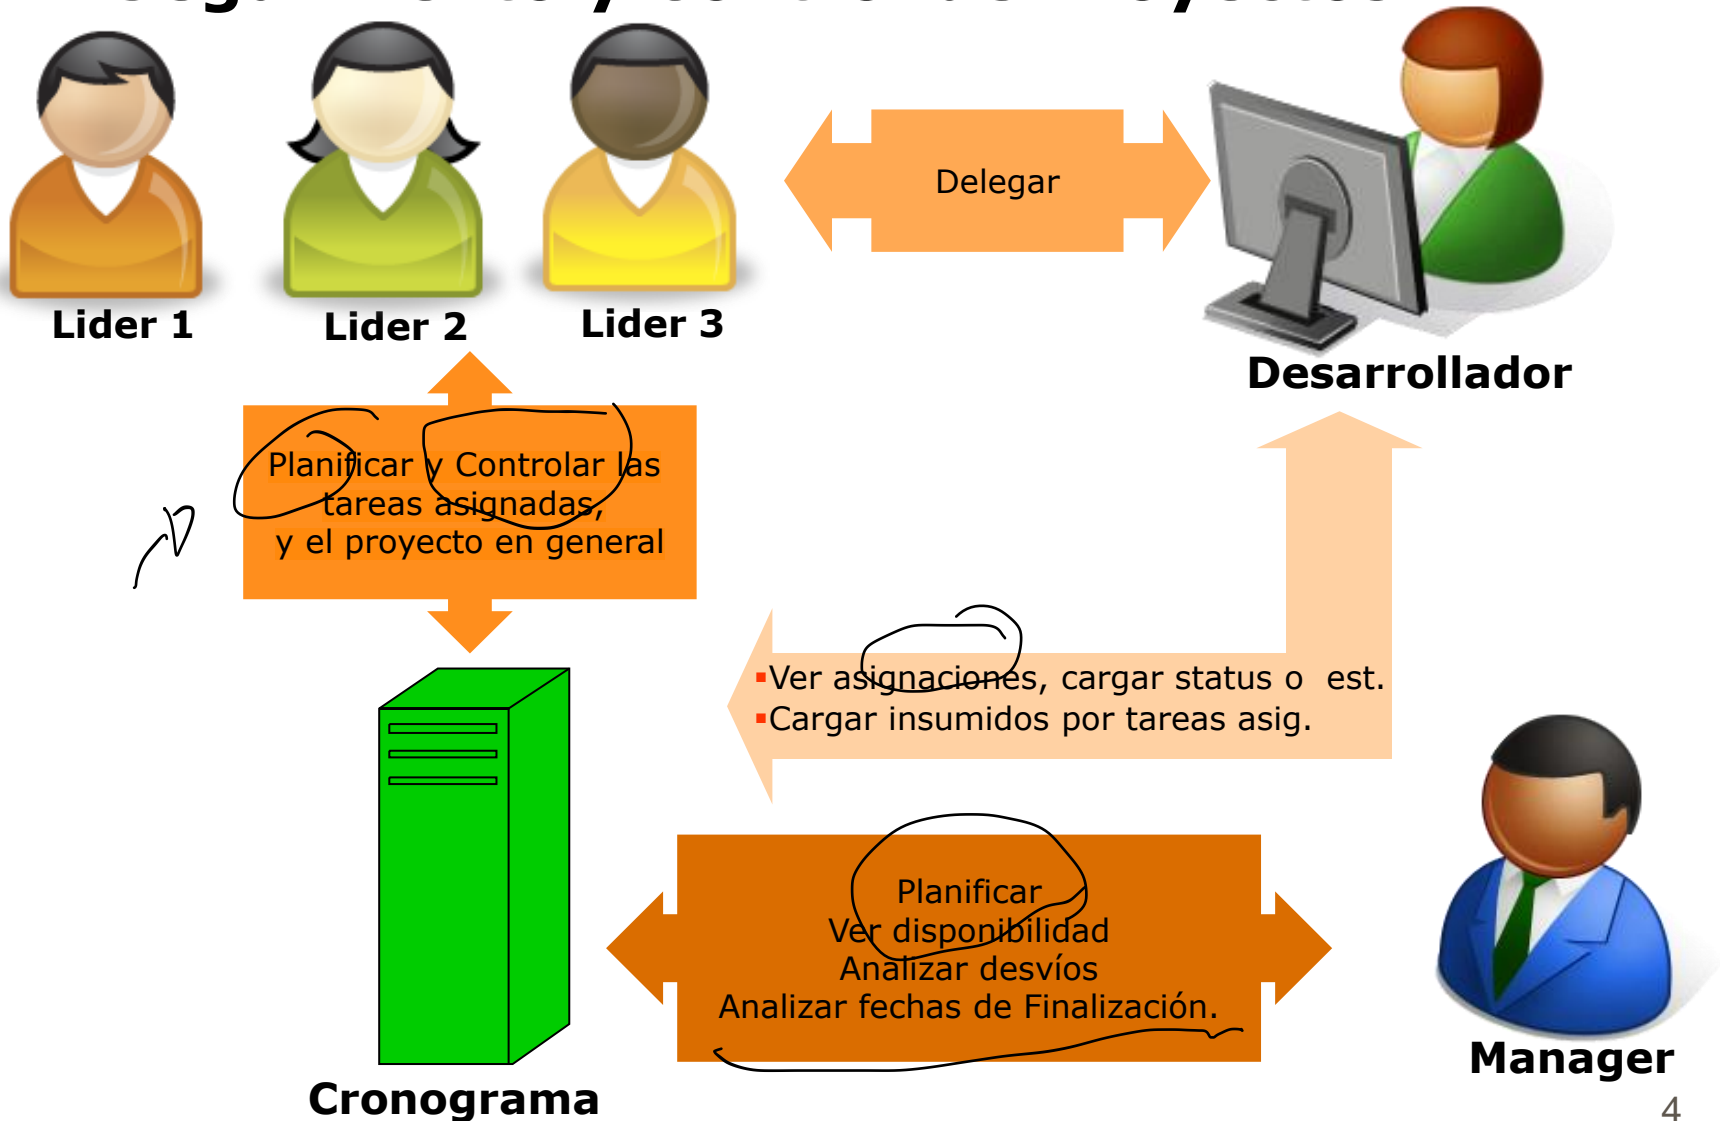 Lider 1
Lider 2
Lider 3
Delegar
Desarrollador
Planificar y Controlar las
tareas asignadas,
y el proyecto en general
▪Ver asignaciones, cargar status o est.
▪Cargar insumidos por tareas asig.
Planificar
Ver disponibilidad
Analizar desvíos
Analizar fechas de Finalización.
Manager
Cronograma
4